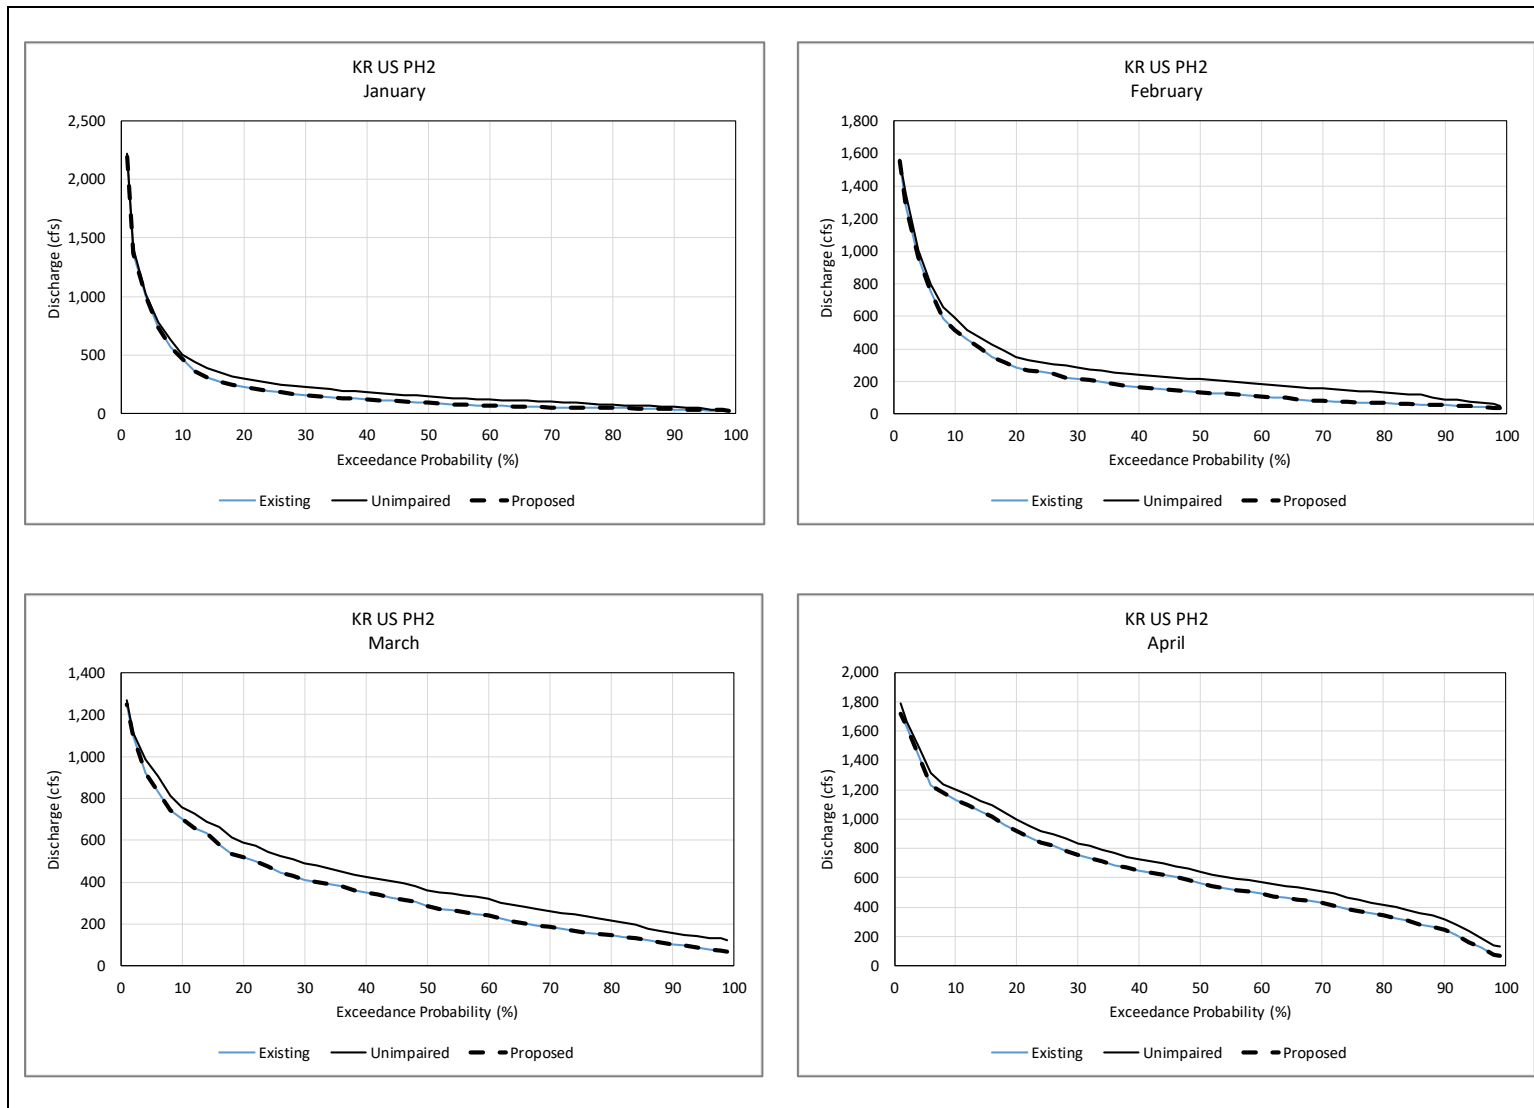 KR US PH2
January
2,500
2,000
1,500
1,000
500
0
Discharge (cfs)
0 10 20 30 40 50 60 70 80 90 100
Exceedance Probability (%)
Existing Unimpaired Proposed
KR US PH2
February
1,800
1,600
1,400
1,200
1,000
800
600
400
200
0
Discharge (cfs)
0 10 20 30 40 50 60 70 80 90 100
Exceedance Probability (%)
Existing Unimpaired Proposed
KR US PH2
March
1,400
1,200
1,000
800
600
400
200
0
Discharge (cfs)
0 10 20 30 40 50 60 70 80 90 100
Exceedance Probability (%)
Existing Unimpaired Proposed
KR US PH2
April
2,000
1,800
1,600
1,400
1,200
1,000
800
600
400
200
0
Discharge (cfs)
0 10 20 30 40 50 60 70 80 90 100
Exceedance Probability (%)
Existing Unimpaired Proposed